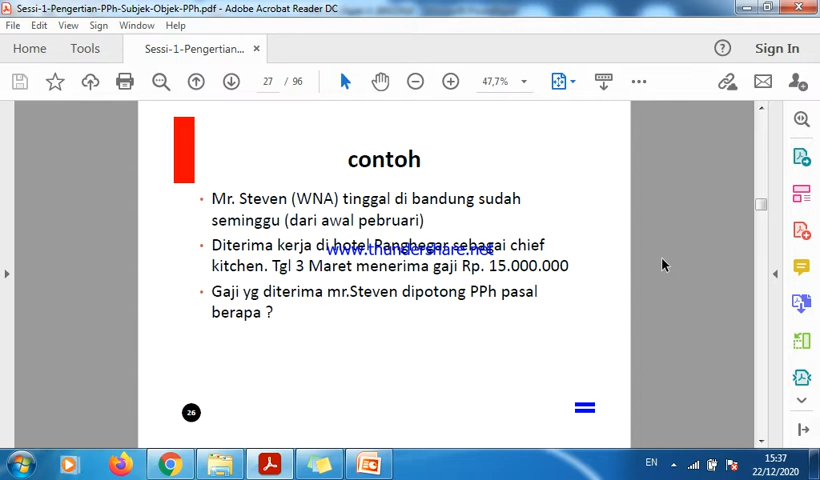 Sessi-1-Pengertian-PPh-Subjek-Objek-PPh.pdf - Adobe Acrobat Reader DC
File Edit View Sign Window Help
Home Tools Sessi-1-Pengertian... × ? Sign In
27 / 96 47,7%
contoh
• Mr. Steven (WNA) tinggal di bandung sudah
seminggu (dari awal pebruari)
• Diterima kerja di hotel Panghegar sebagai chief
www.thundershare.net
kitchen. Tgl 3 Maret menerima gaji Rp. 15.000.000
• Gaji yg diterima mr.Steven dipotong PPh pasal
berapa ?
26
EN 15:37
22/12/2020